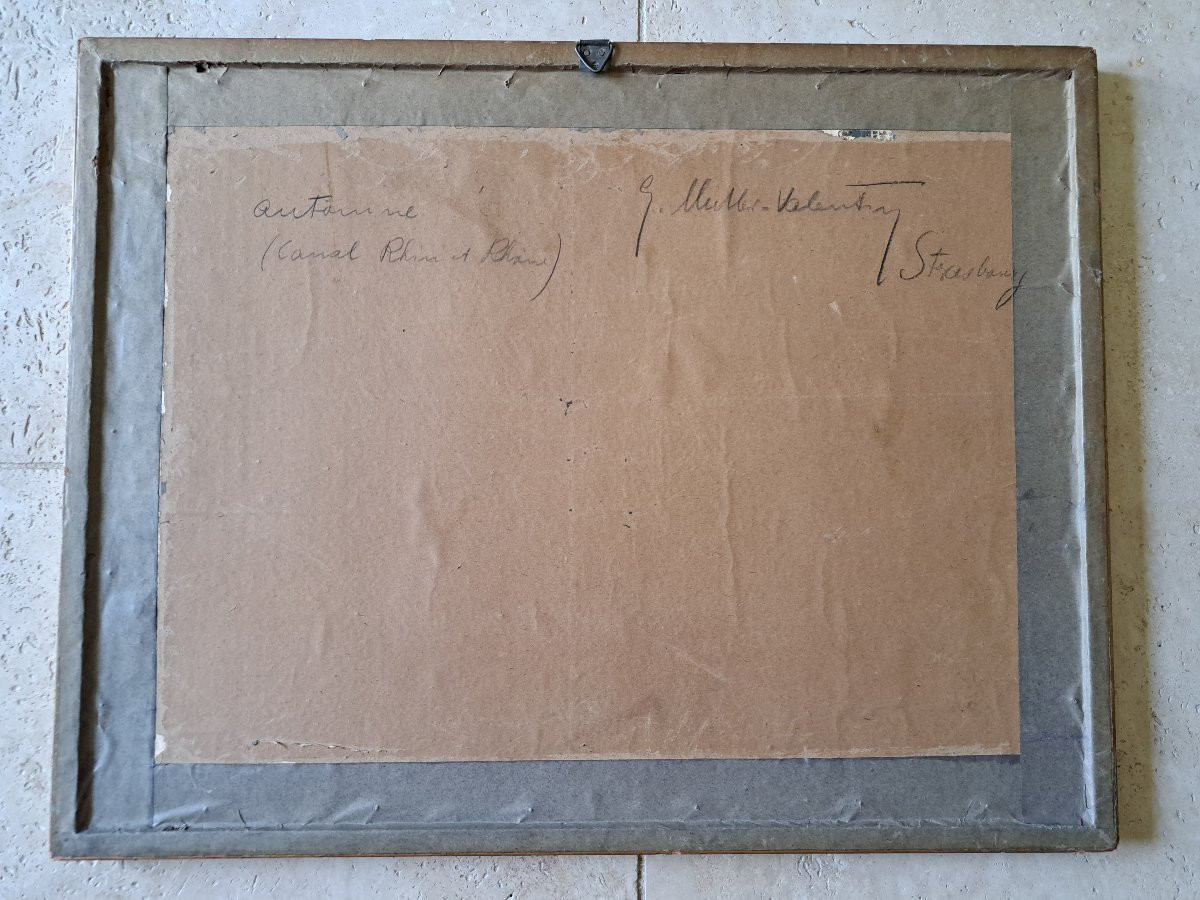 automne
(Canal Rhin et Rhône)
G. Muller-Valentin
Strasbourg